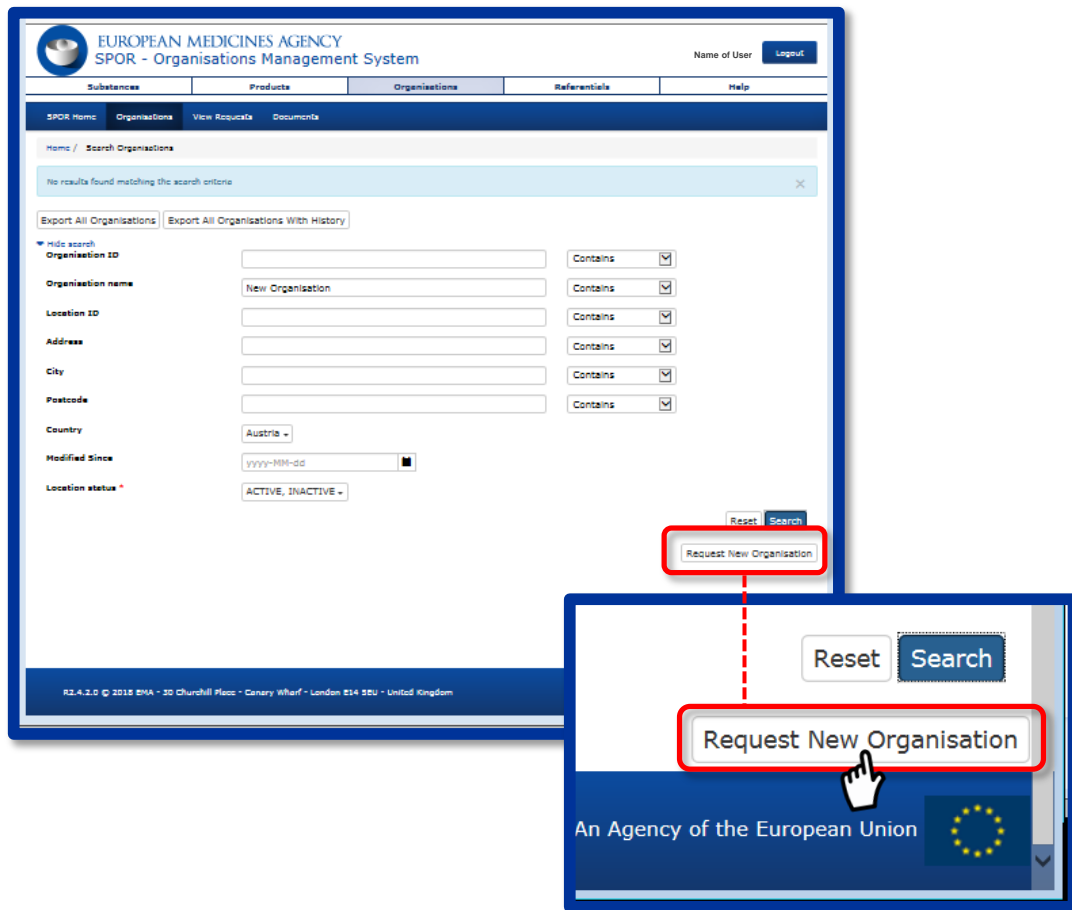 EUROPEAN MEDICINES AGENCY
SPOR - Organisations Management System
Name of User Logout
Substances Products Organisations Referentials Help
SPOR Home Organisations View Requests Documents
Home / Search Organisations
No results found matching the search criteria ×
Export All Organisations Export All Organisations With History
Hide search
Organisation ID Contains
Organisation name New Organisation Contains
Location ID Contains
Address Contains
City Contains
Postcode Contains
Country Austria
Modified Since yyyy-MM-dd
Location status * ACTIVE, INACTIVE
Reset Search
Request New Organisation
R2.4.2.0 © 2018 EMA - 30 Churchill Place - Canary Wharf - London E14 5EU - United Kingdom
Reset Search
Request New Organisation
An Agency of the European Union